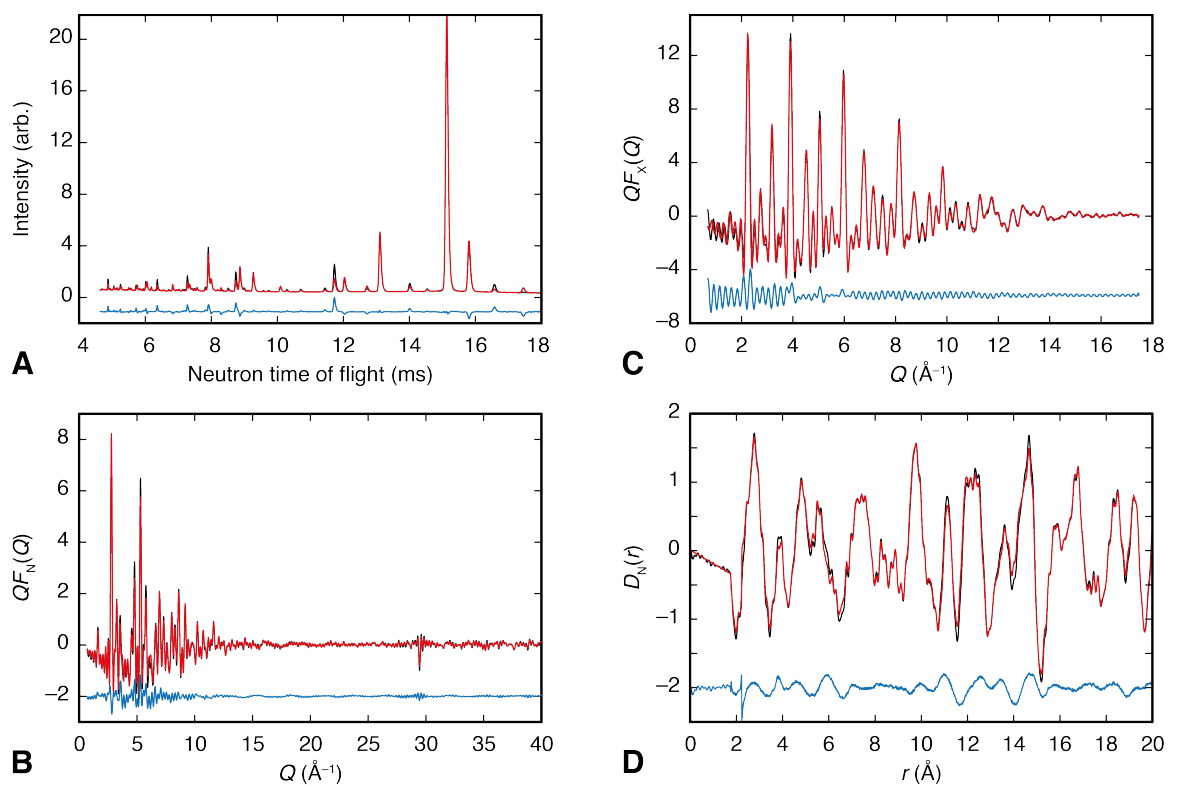 20
16
12
8
4
0
Intensity (arb.)
4 6 8 10 12 14 16 18
Neutron time of flight (ms)
A
12
8
4
0
−4
−8
QFX(Q)
0 2 4 6 8 10 12 14 16 18
Q (Å−1)
C
8
6
4
2
0
−2
QFN(Q)
0 5 10 15 20 25 30 35 40
Q (Å−1)
B
2
1
0
−1
−2
DN(r)
0 2 4 6 8 10 12 14 16 18 20
r (Å)
D